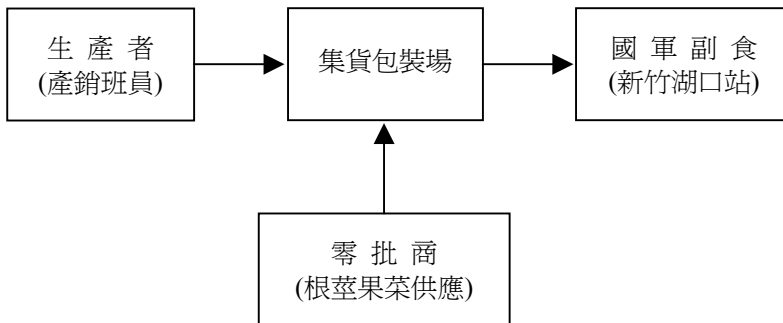 生產者
(產銷班員)
集貨包裝場
國軍副食
(新竹湖口站)
零批商
(根莖果菜供應)